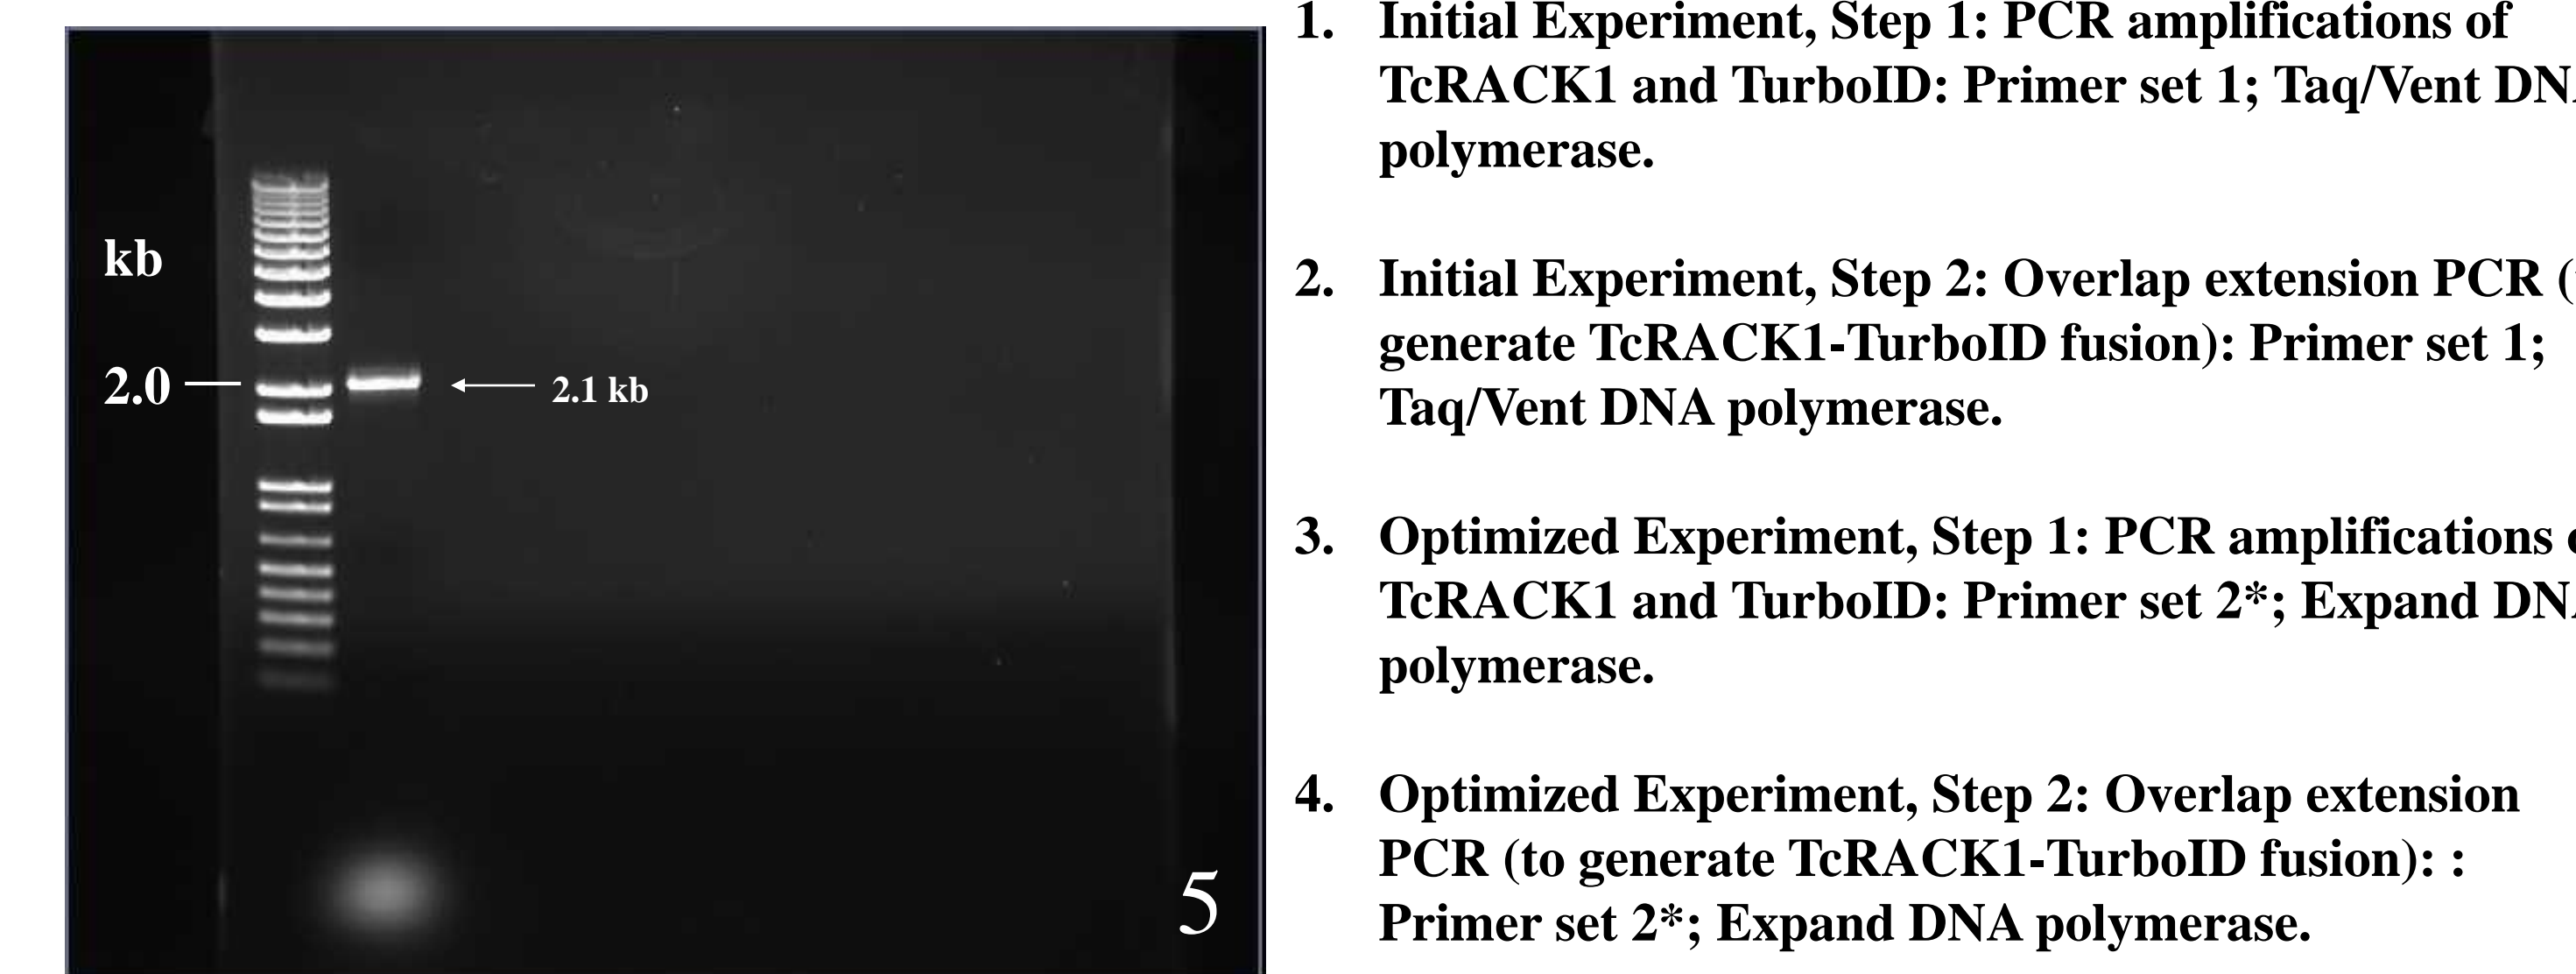 kb
2.0
2.1 kb
5
1. Initial Experiment, Step 1: PCR amplifications of
TcRACK1 and TurboID: Primer set 1; Taq/Vent
polymerase.
2. Initial Experiment, Step 2: Overlap extension PCR
generate TcRACK1-TurboID fusion): Primer set 1;
Taq/Vent DNA polymerase.
3. Optimized Experiment, Step 1: PCR amplifications
TcRACK1 and TurboID: Primer set 2*; Expand
polymerase.
4. Optimized Experiment, Step 2: Overlap extension
PCR (to generate TcRACK1-TurboID fusion): :
Primer set 2*; Expand DNA polymerase.